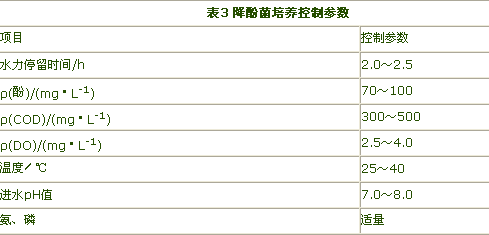 表3 降酚菌培养控制参数
项目 控制参数
水力停留时间/h 2.0～2.5
ρ(酚)/(mg·L-1) 70～100
ρ(COD)/(mg·L-1) 300～500
ρ(DO)/(mg·L-1) 2.5～4.0
温度/℃ 25～40
进水pH值 7.0～8.0
氨、磷 适量